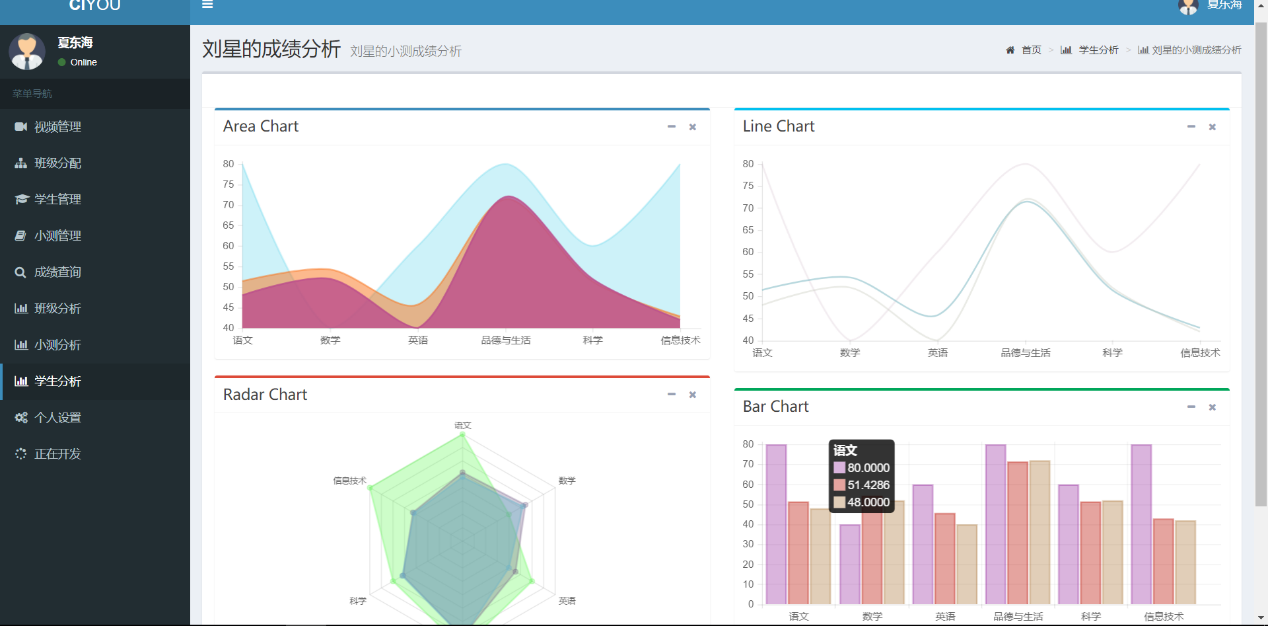 CIYOU
夏东海
夏东海
Online
菜单导航
视频管理
班级分配
学生管理
小测管理
成绩查询
班级分析
小测分析
学生分析
个人设置
正在开发
刘星的成绩分析 刘星的小测成绩分析
首页 > 学生分析 > 刘星的小测成绩分析
Area Chart
80
75
70
65
60
55
50
45
40
语文 数学 英语 品德与生活 科学 信息技术
Line Chart
80
75
70
65
60
55
50
45
40
语文 数学 英语 品德与生活 科学 信息技术
Radar Chart
语文
信息技术 数学
科学 英语
Bar Chart
80
70
60
50
40
30
20
10
0
语文
80.0000
51.4286
48.0000
语文 数学 英语 品德与生活 科学 信息技术